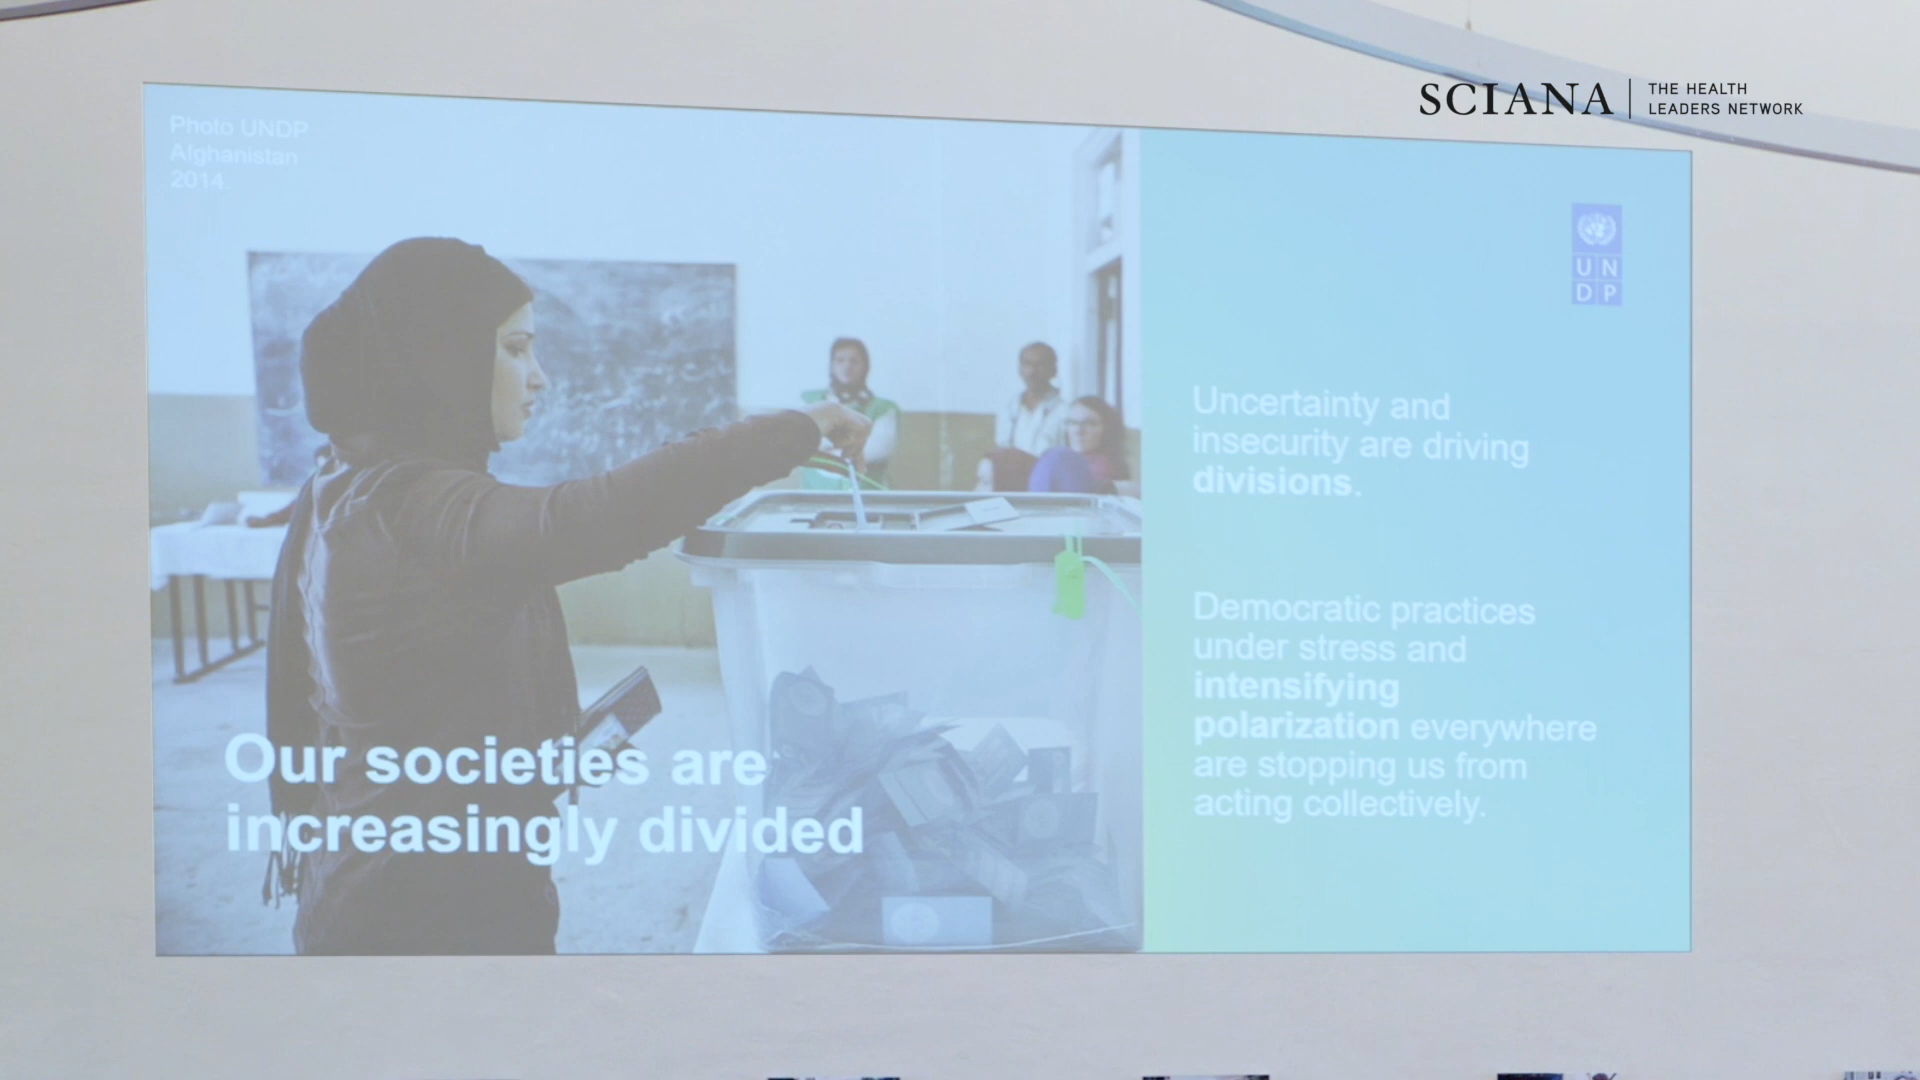 SCIANA
THE HEALTH
LEADERS NETWORK
Photo UNDP
Afghanistan
2014.
Our societies are
increasingly divided
U N
D P
Uncertainty and
insecurity are driving
divisions.
Democratic practices
under stress and
intensifying
polarization everywhere
are stopping us from
acting collectively.